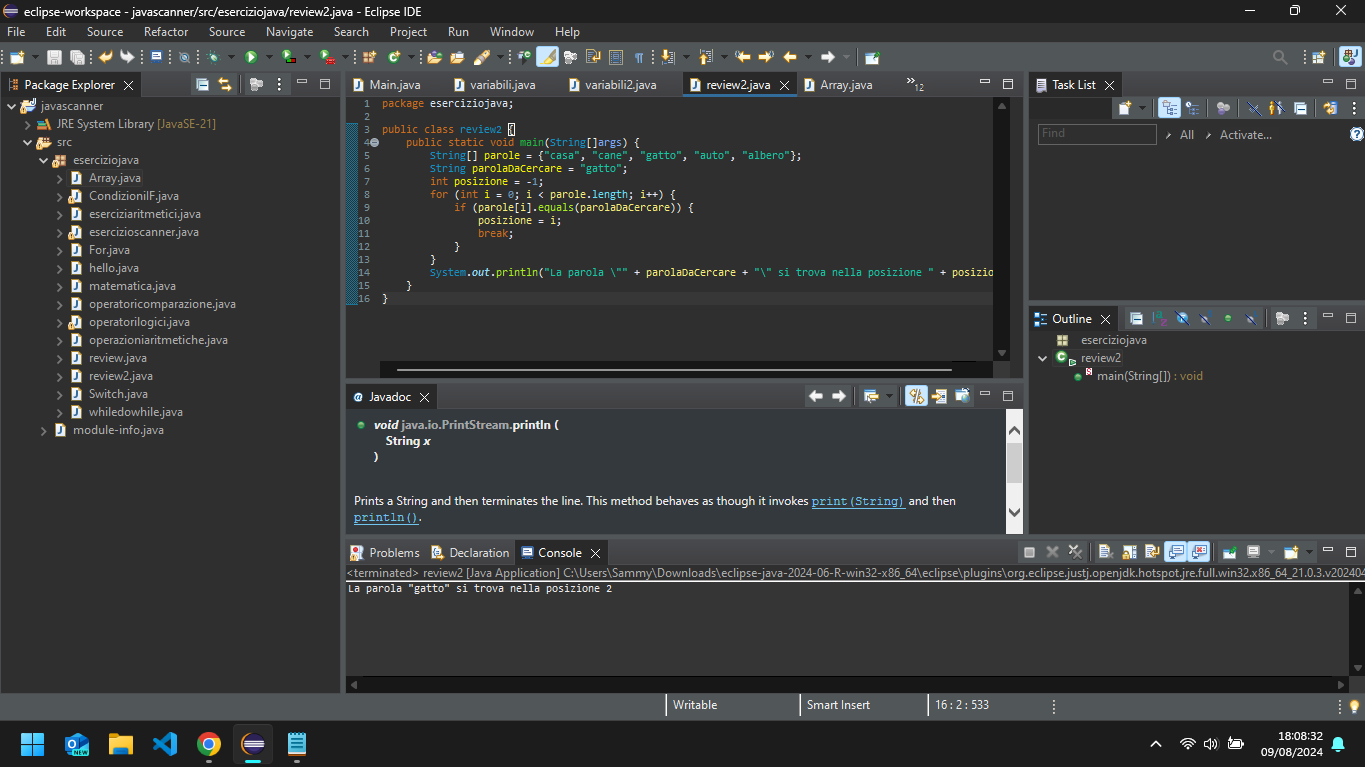 eclipse-workspace - javascanner/src/eserciziojava/review2.java - Eclipse IDE
File Edit Source Refactor Source Navigate Search Project Run Window Help
Package Explorer
javascanner
JRE System Library [JavaSE-21]
src
eserciziojava
Array.java
CondizioniIF.java
eserciziaritmetici.java
esercizioscanner.java
For.java
hello.java
matematica.java
operatoricomparazione.java
operatorilogici.java
operazioniaritmetiche.java
review.java
review2.java
Switch.java
whiledowhile.java
module-info.java
Main.java variabili.java variabili2.java review2.java Array.java »12
1 package eserciziojava;
2
3 public class review2 {
4 public static void main(String[]args) {
5 String[] parole = {"casa", "cane", "gatto", "auto", "albero"};
6 String parolaDaCercare = "gatto";
7 int posizione = -1;
8 for (int i = 0; i < parole.length; i++) {
9 if (parole[i].equals(parolaDaCercare)) {
10 posizione = i;
11 break;
12 }
13 }
14 System.out.println("La parola \"" + parolaDaCercare + "\" si trova nella posizione " + posizio
15 }
16 }
Javadoc
void java.io.PrintStream.println (
String x
)
Prints a String and then terminates the line. This method behaves as though it invokes print(String) and then
println().
Problems Declaration Console
<terminated> review2 [Java Application] C:\Users\Sammy\Downloads\eclipse-java-2024-06-R-win32-x86_64\eclipse\plugins\org.eclipse.justj.openjdk.hotspot.jre.full.win32.x86_64_21.0.3.v202404
La parola "gatto" si trova nella posizione 2
Task List
Find All Activate...
Outline
eserciziojava
review2
main(String[]) : void
Writable Smart Insert 16 : 2 : 533
NEW
18:08:32
09/08/2024